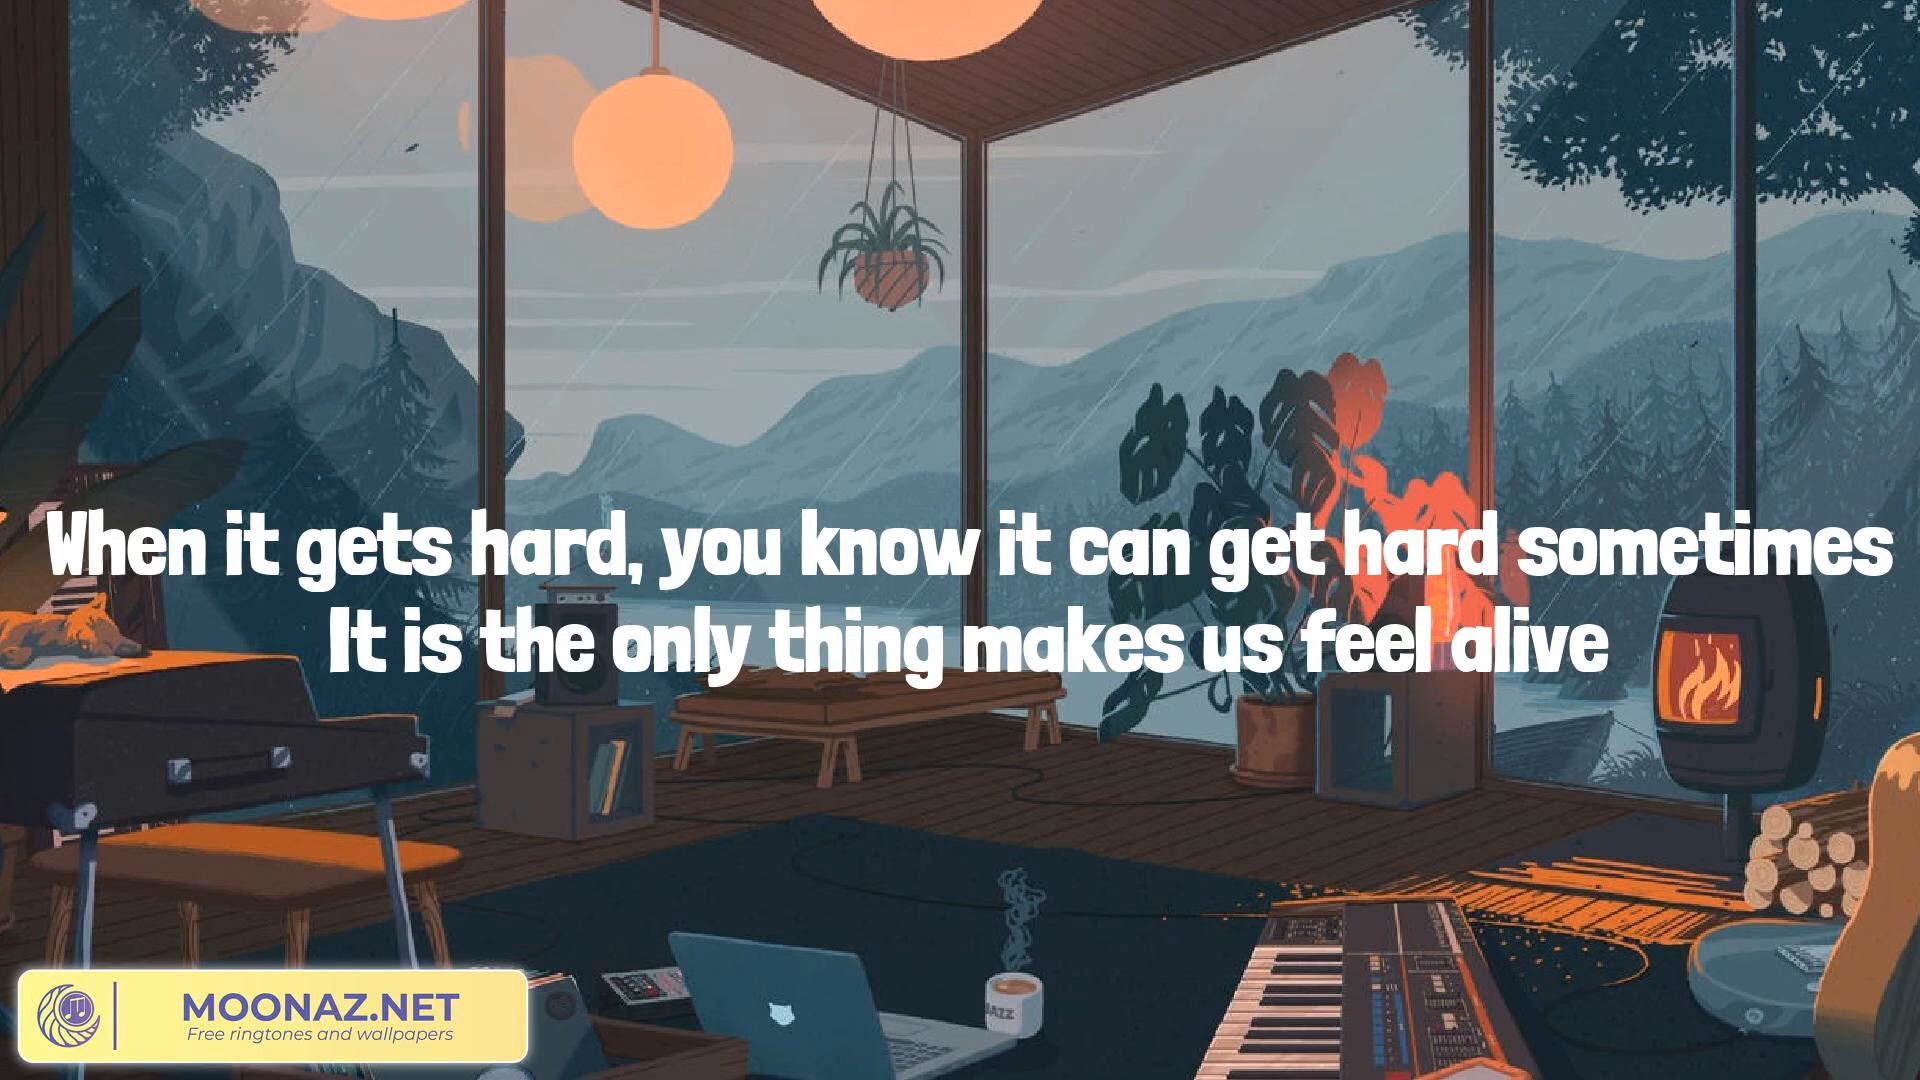 When it gets hard, you know it can get hard sometimes
It is the only thing makes us feel alive
JAZZ
MOONAZ.NET
Free ringtones and wallpapers